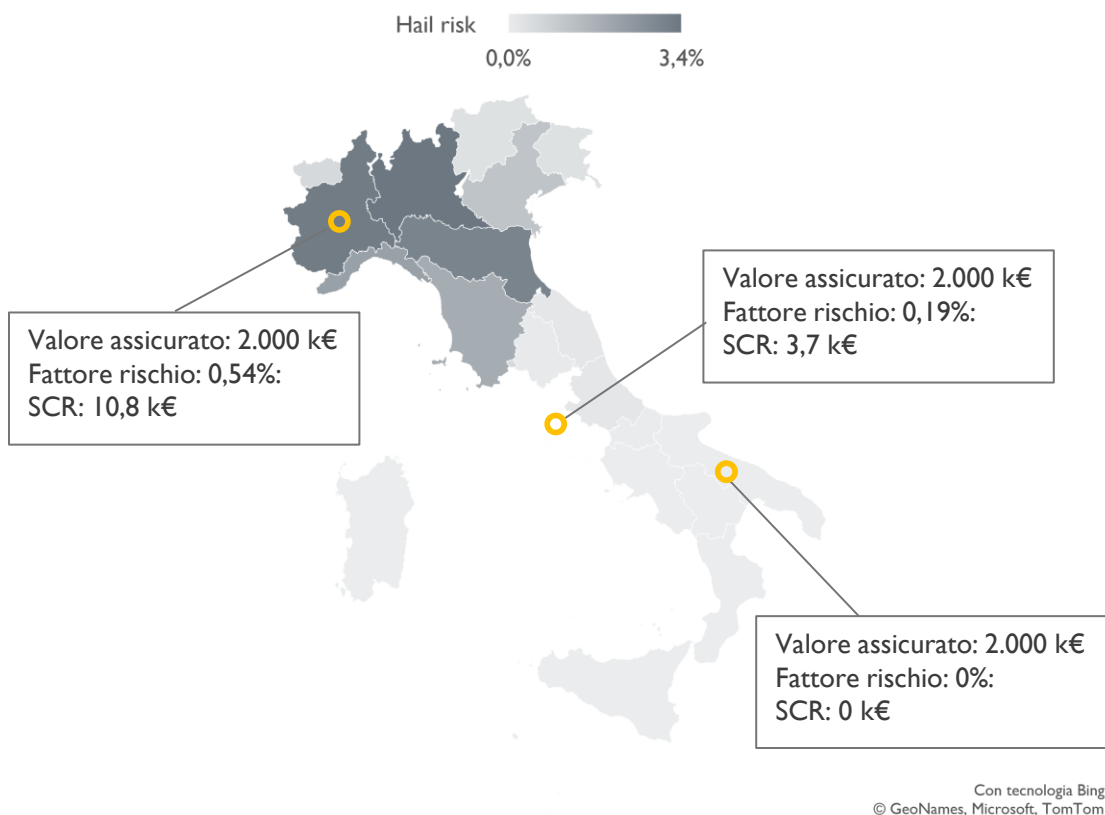 Hail risk
0,0% 3,4%
Valore assicurato: 2.000 k€
Fattore rischio: 0,19%:
SCR: 3,7 k€
Valore assicurato: 2.000 k€
Fattore rischio: 0,54%:
SCR: 10,8 k€
Valore assicurato: 2.000 k€
Fattore rischio: 0%:
SCR: 0 k€
Con tecnologia Bing
© GeoNames, Microsoft, TomTom